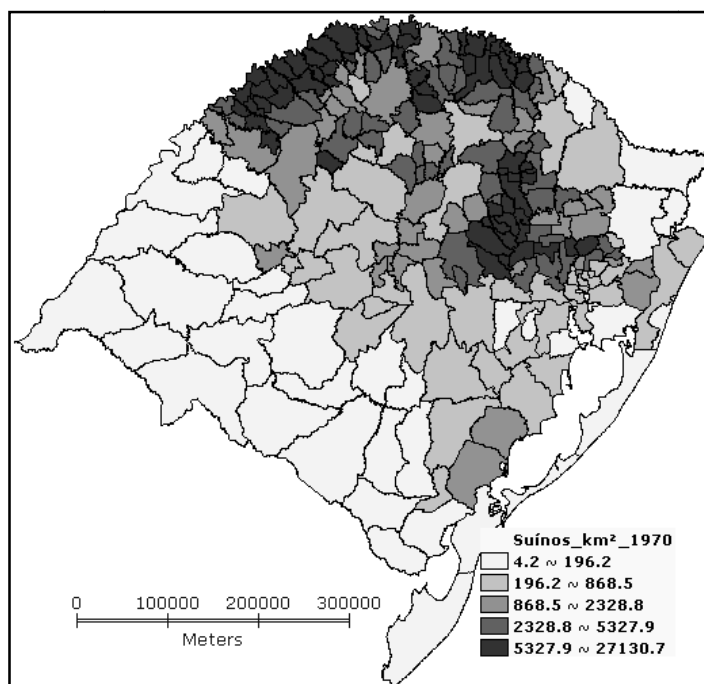 Suínos_km²_1970
4.2 ~ 196.2
196.2 ~ 868.5
868.5 ~ 2328.8
2328.8 ~ 5327.9
5327.9 ~ 27130.7
0 100000 200000 300000
Meters